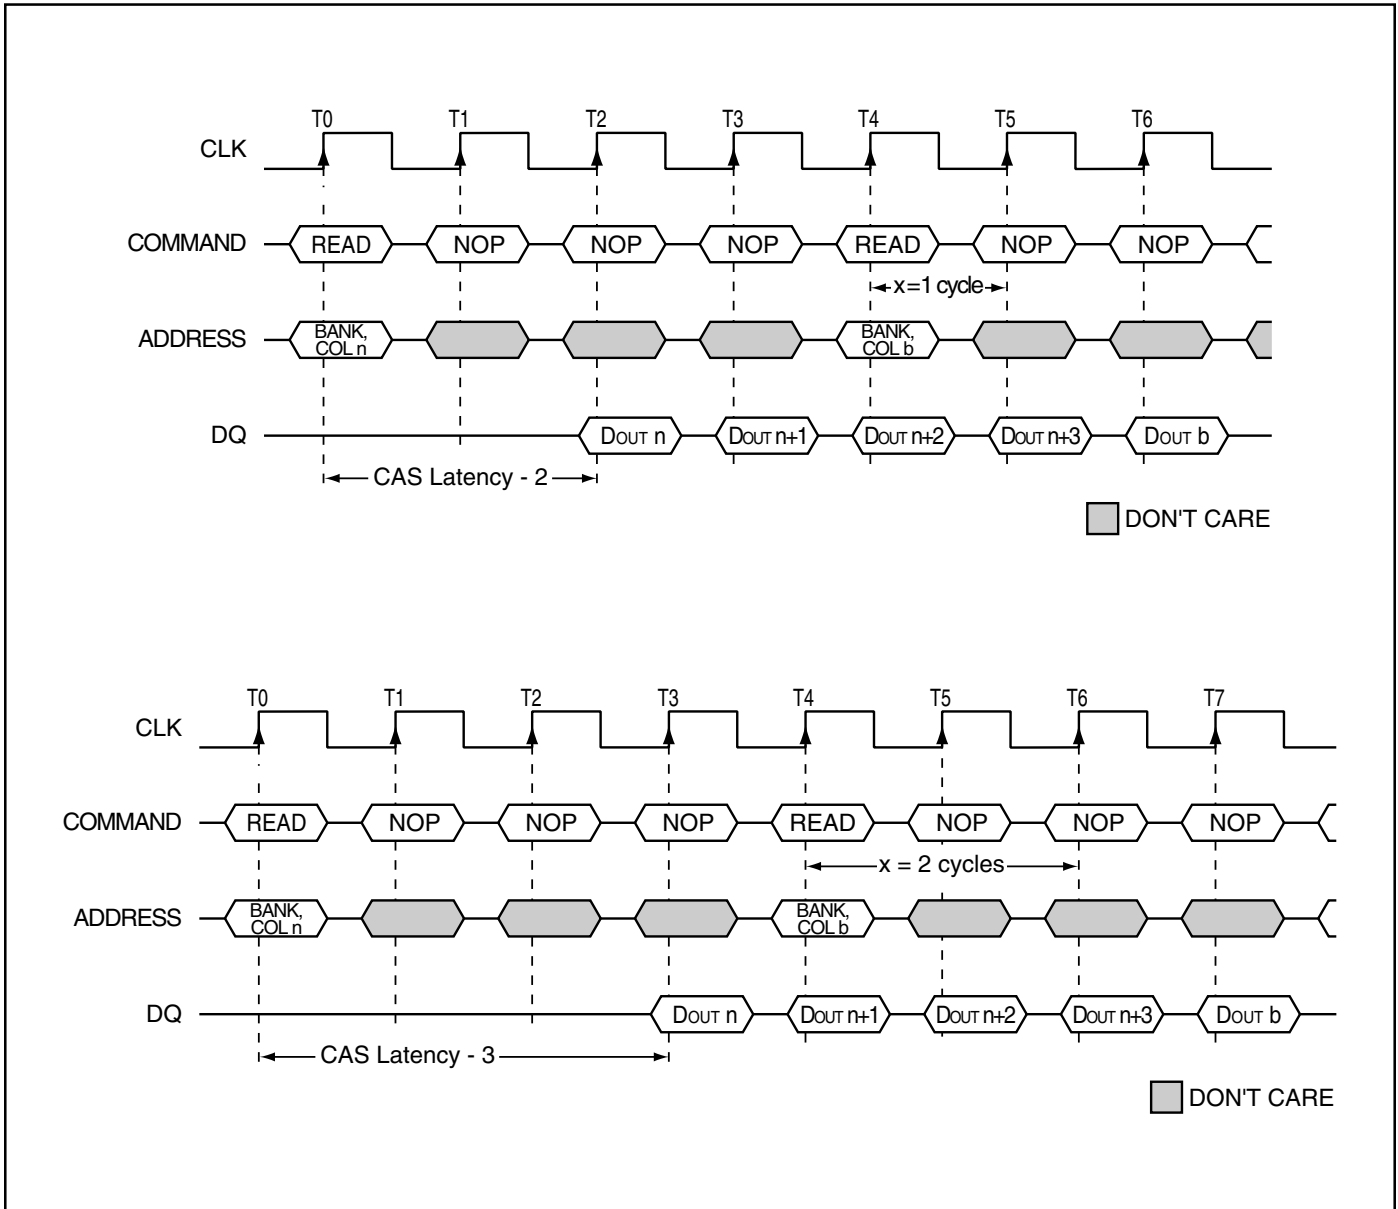 T0 T1 T2 T3 T4 T5 T6
CLK
COMMAND READ NOP NOP NOP READ NOP NOP
x=1 cycle
ADDRESS BANK, COL n BANK, COL b
DQ DOUT n DOUT n+1 DOUT n+2 DOUT n+3 DOUT b
CAS Latency - 2
DON'T CARE
T0 T1 T2 T3 T4 T5 T6 T7
CLK
COMMAND READ NOP NOP NOP READ NOP NOP NOP
x = 2 cycles
ADDRESS BANK, COL n BANK, COL b
DQ DOUT n DOUT n+1 DOUT n+2 DOUT n+3 DOUT b
CAS Latency - 3
DON'T CARE